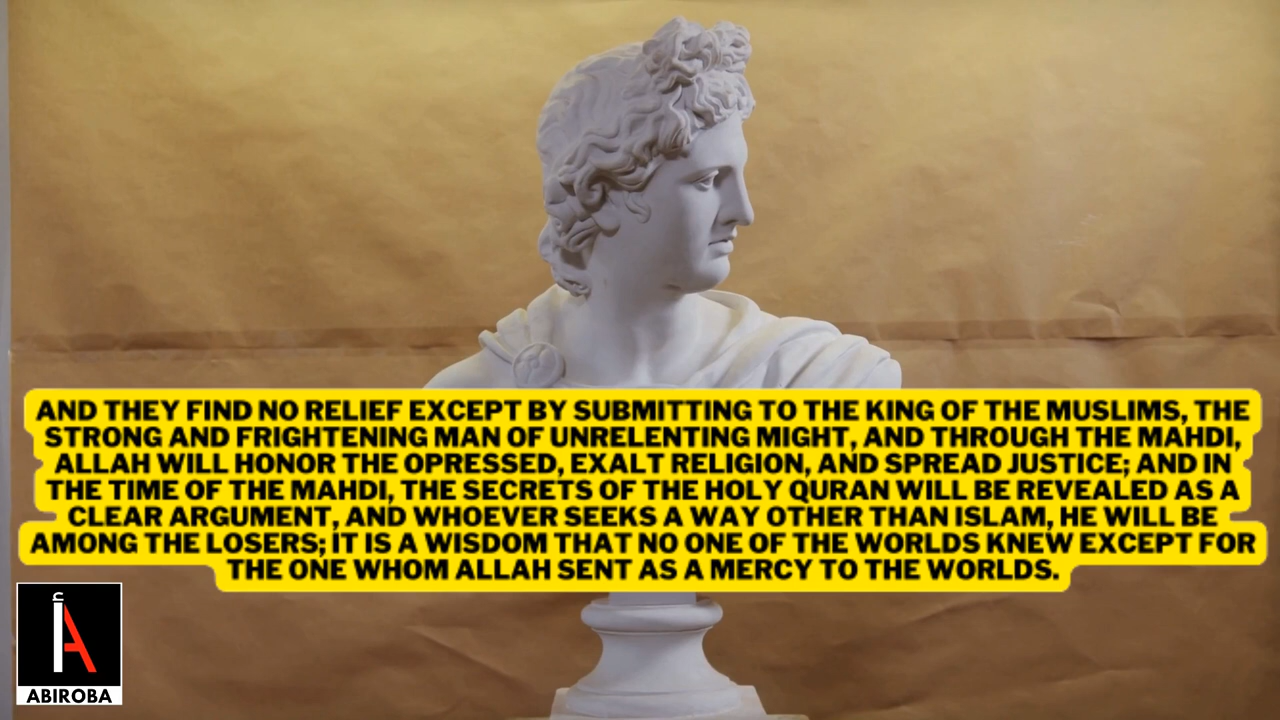 AND THEY FIND NO RELIEF EXCEPT BY SUBMITTING TO THE KING OF THE MUSLIMS, THE
STRONG AND FRIGHTENING MAN OF UNRELENTING MIGHT, AND THROUGH THE MAHDI,
ALLAH WILL HONOR THE OPRESSED, EXALT RELIGION, AND SPREAD JUSTICE; AND IN
THE TIME OF THE MAHDI, THE SECRETS OF THE HOLY QURAN WILL BE REVEALED AS A
CLEAR ARGUMENT, AND WHOEVER SEEKS A WAY OTHER THAN ISLAM, HE WILL BE
AMONG THE LOSERS; IT IS A WISDOM THAT NO ONE OF THE WORLDS KNEW EXCEPT FOR
THE ONE WHOM ALLAH SENT AS A MERCY TO THE WORLDS.
ABIROBA